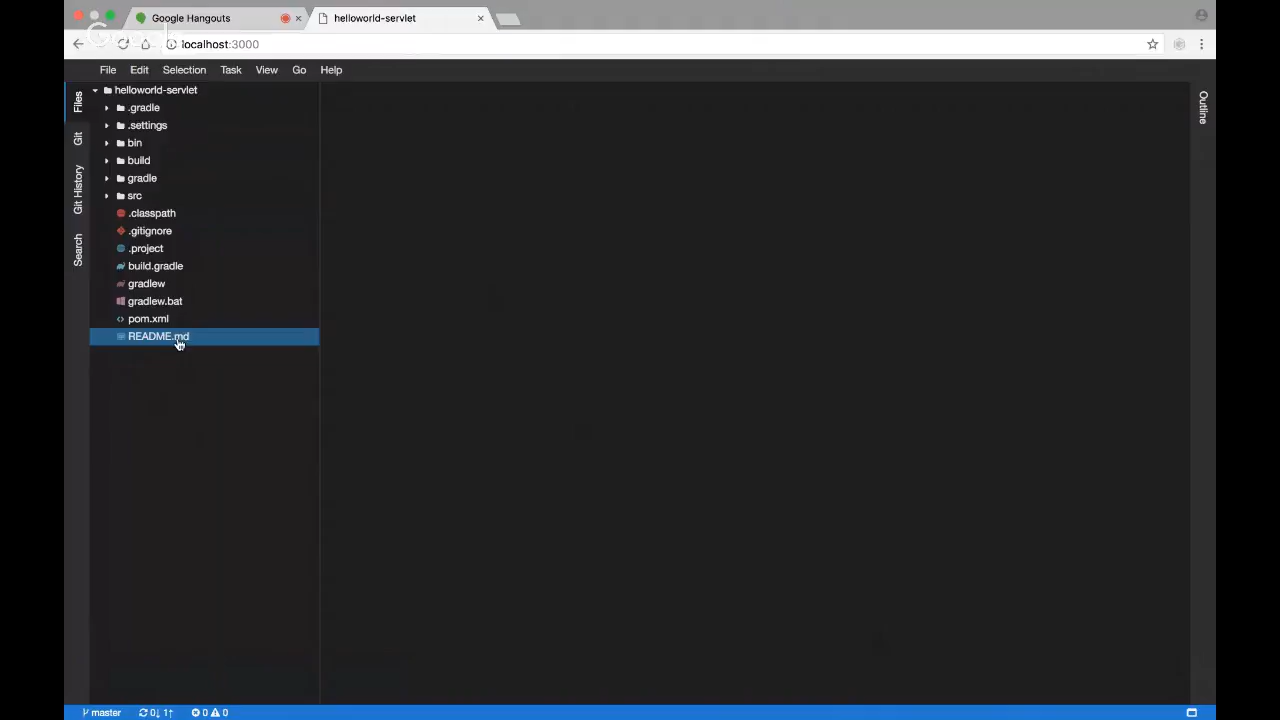 Google Hangouts
helloworld-servlet
Google
localhost:3000
File Edit Selection Task View Go Help
Files
Git
Git History
Search
helloworld-servlet
.gradle
.settings
bin
build
gradle
src
.classpath
.gitignore
.project
build.gradle
gradlew
gradlew.bat
pom.xml
README.md
Outline
master 0↓ 1↑ 0 0